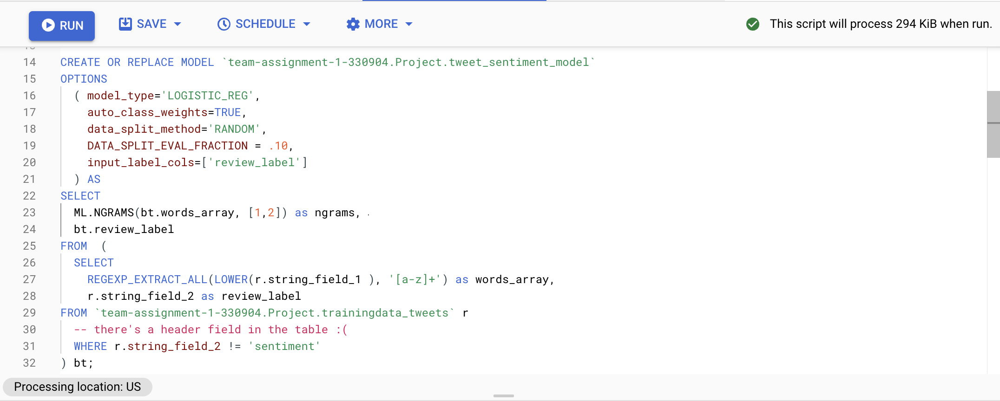 RUN SAVE SCHEDULE MORE This script will process 294 KiB when run.
14 CREATE OR REPLACE MODEL `team-assignment-1-330904.Project.tweet_sentiment_model`
15 OPTIONS
16 ( model_type='LOGISTIC_REG',
17 auto_class_weights=TRUE,
18 data_split_method='RANDOM',
19 DATA_SPLIT_EVAL_FRACTION = .10,
20 input_label_cols=['review_label']
21 ) AS
22 SELECT
23 ML.NGRAMS(bt.words_array, [1,2]) as ngrams, .
24 bt.review_label
25 FROM  (
26 SELECT
27 REGEXP_EXTRACT_ALL(LOWER(r.string_field_1 ), '[a-z]+') as words_array,
28 r.string_field_2 as review_label
29 FROM `team-assignment-1-330904.Project.trainingdata_tweets` r
30 -- there's a header field in the table :(
31 WHERE r.string_field_2 != 'sentiment'
32 ) bt;
Processing location: US